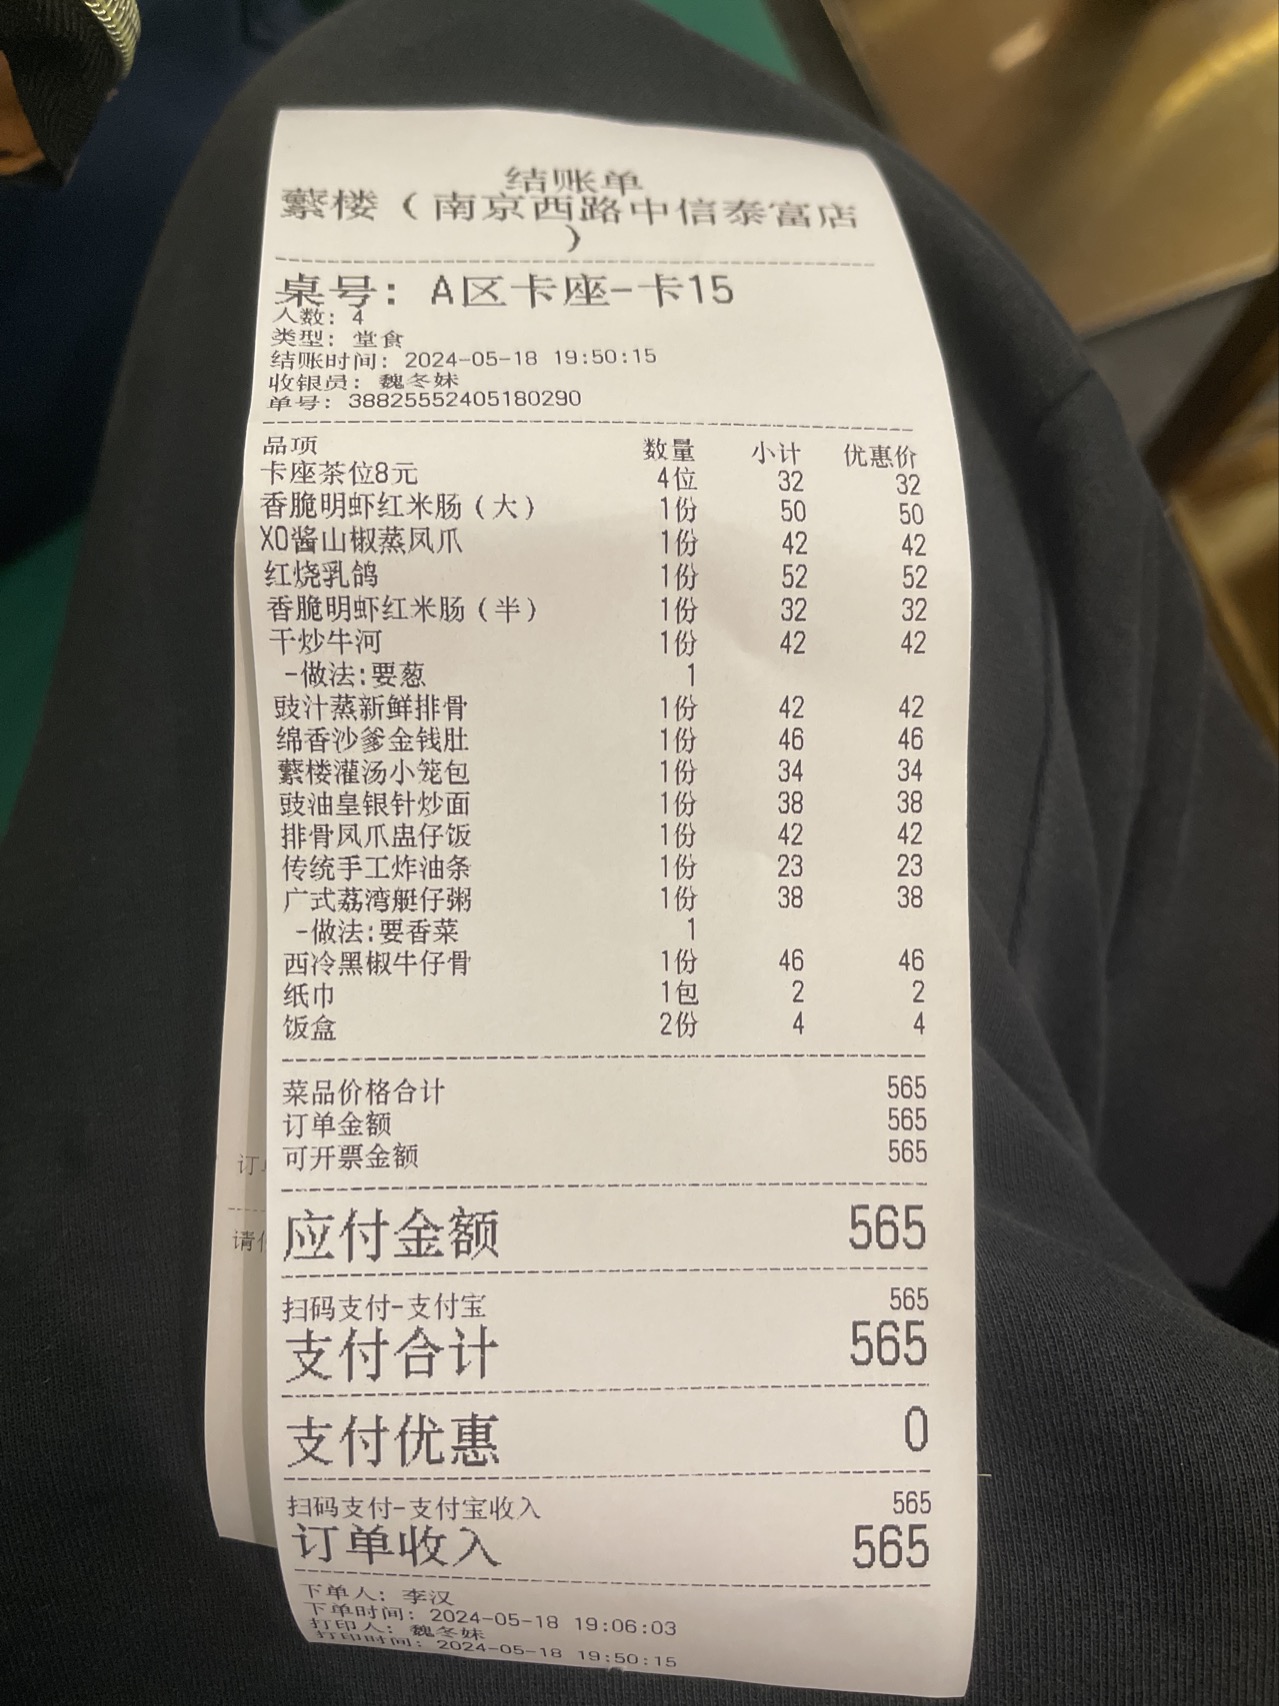 结账单
蘩楼（南京西路中信泰富店
）
桌号: A区卡座-卡15
人数: 4
类型: 堂食
结账时间: 2024-05-18 19:50:15
收银员: 魏冬妹
单号: 38825552405180290
品项 数量 小计 优惠价
卡座茶位8元 4位 32 32
香脆明虾红米肠（大） 1份 50 50
XO酱山椒蒸凤爪 1份 42 42
红烧乳鸽 1份 52 52
香脆明虾红米肠（半） 1份 32 32
干炒牛河 1份 42 42
-做法:要葱 1
豉汁蒸新鲜排骨 1份 42 42
绵香沙爹金钱肚 1份 46 46
蘩楼灌汤小笼包 1份 34 34
豉油皇银针炒面 1份 38 38
排骨凤爪盅仔饭 1份 42 42
传统手工炸油条 1份 23 23
广式荔湾艇仔粥 1份 38 38
-做法:要香菜 1
西冷黑椒牛仔骨 1份 46 46
纸巾 1包 2 2
饭盒 2份 4 4
菜品价格合计 565
订单金额 565
可开票金额 565
应付金额 565
扫码支付-支付宝 565
支付合计 565
支付优惠 0
扫码支付-支付宝收入 565
订单收入 565
下单人: 李汉
下单时间: 2024-05-18 19:06:03
打印人: 魏冬妹
打印时间: 2024-05-18 19:50:15
订
请